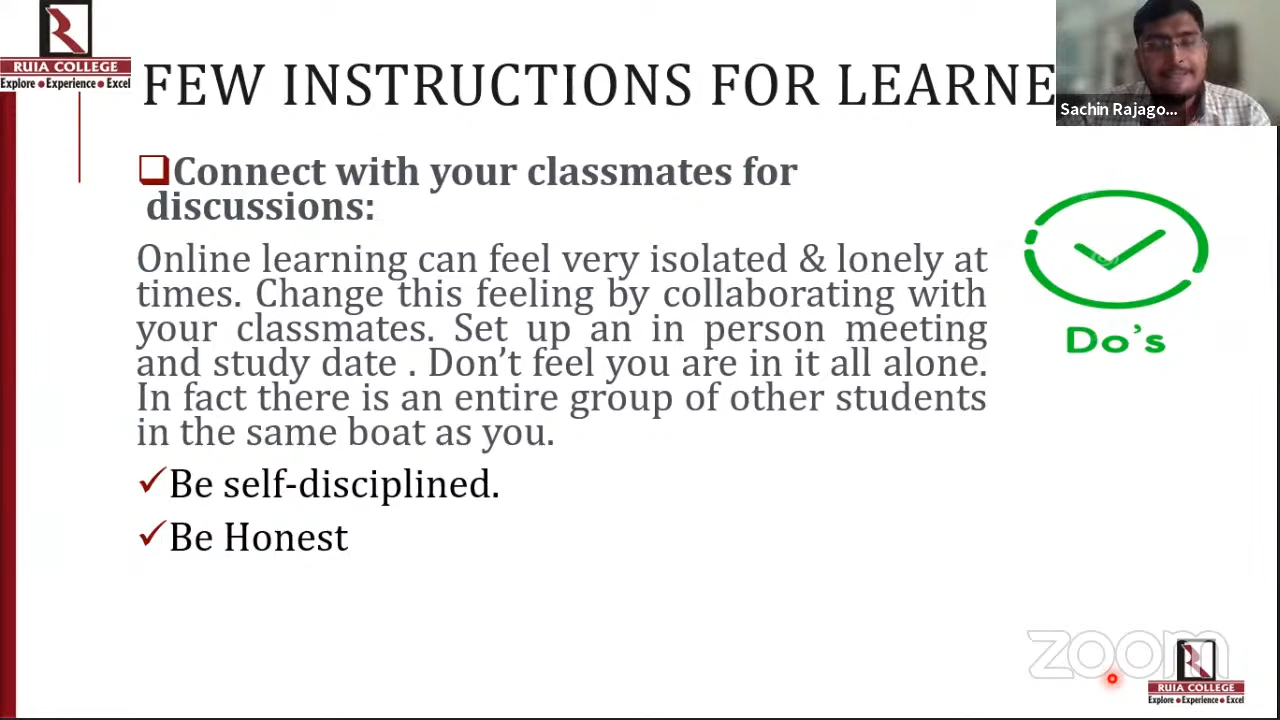 RUIA COLLEGE
Explore ● Experience ● Excel
FEW INSTRUCTIONS FOR LEARNE
Sachin Rajago...
Connect with your classmates for
discussions:
Online learning can feel very isolated & lonely at
times. Change this feeling by collaborating with
your classmates. Set up an in person meeting
and study date . Don't feel you are in it all alone.
In fact there is an entire group of other students
in the same boat as you.
✓Be self-disciplined.
✓Be Honest
Do's
zoom
RUIA COLLEGE
Explore ● Experience ● Excel